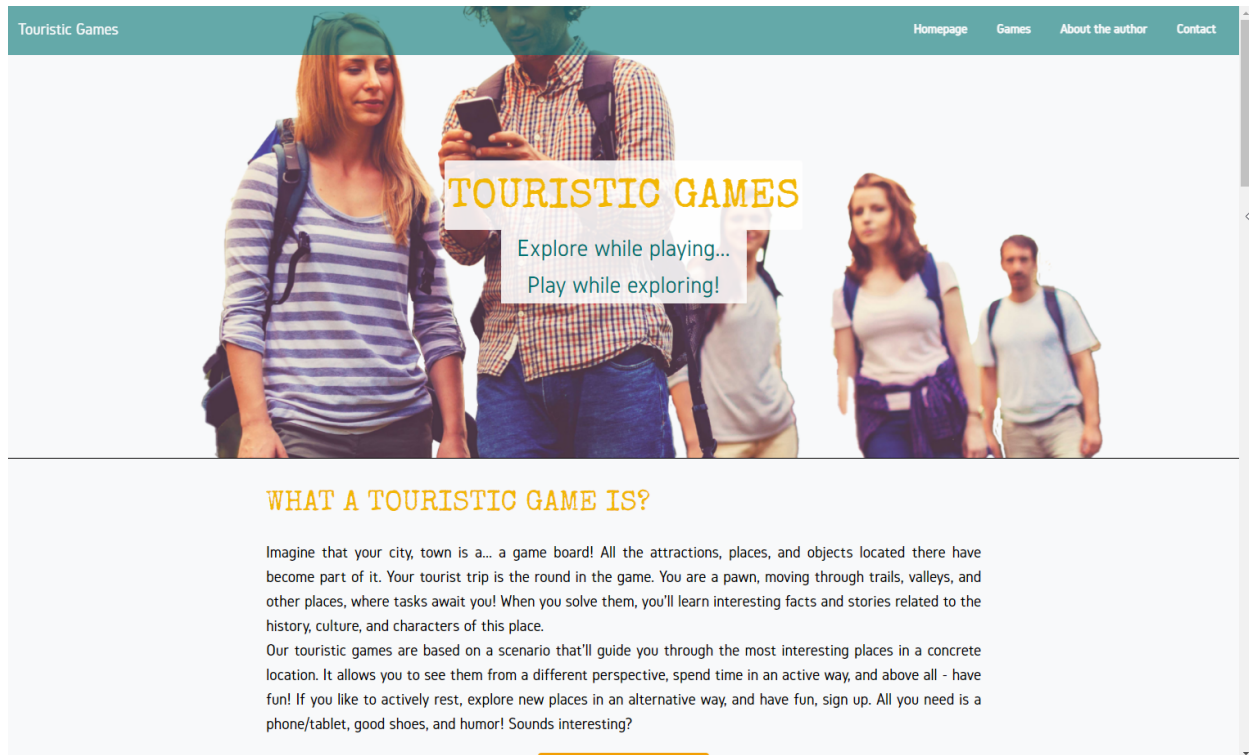 Touristic Games
Homepage Games About the author Contact
TOURISTIC GAMES
Explore while playing...
Play while exploring!
WHAT A TOURISTIC GAME IS?
Imagine that your city, town is a... a game board! All the attractions, places, and objects located there have
become part of it. Your tourist trip is the round in the game. You are a pawn, moving through trails, valleys, and
other places, where tasks await you! When you solve them, you'll learn interesting facts and stories related to the
history, culture, and characters of this place.
Our touristic games are based on a scenario that'll guide you through the most interesting places in a concrete
location. It allows you to see them from a different perspective, spend time in an active way, and above all - have
fun! If you like to actively rest, explore new places in an alternative way, and have fun, sign up. All you need is a
phone/tablet, good shoes, and humor! Sounds interesting?